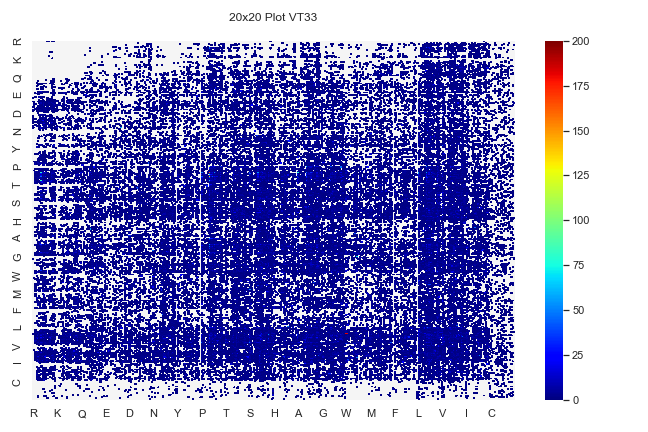 20x20 Plot VT33
R
K
Q
E
D
N
Y
P
T
S
H
A
G
W
M
F
L
V
I
C
R K Q E D N Y P T S H A G W M F L V I C
200
175
150
125
100
75
50
25
0